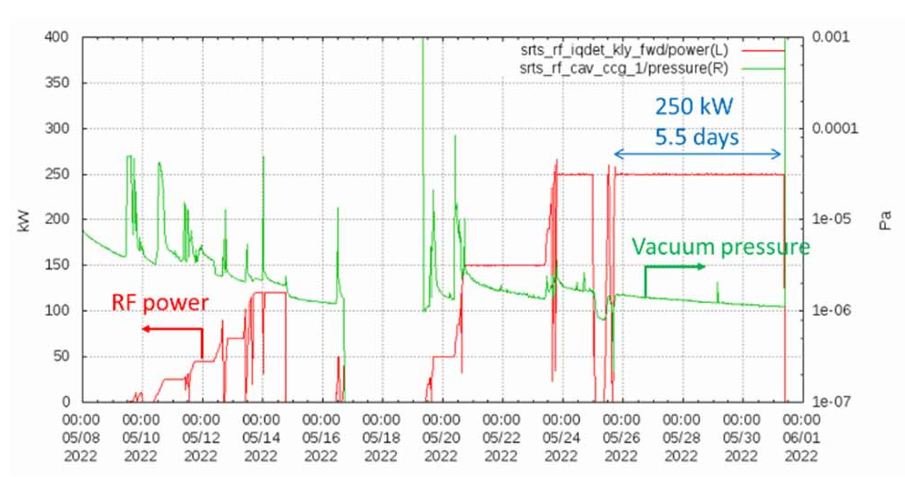 400
350
300
250
200
150
100
50
0
kW
srts_rf_iqdet_kly_fwd/power(L)
srts_rf_cav_ccg_1/pressure(R)
250 kW
5.5 days
Vacuum pressure
RF power
0.001
0.0001
1e-05
1e-06
1e-07
Pa
00:00 00:00 00:00 00:00 00:00 00:00 00:00 00:00 00:00 00:00 00:00 00:00 00:00
05/08 05/10 05/12 05/14 05/16 05/18 05/20 05/22 05/24 05/26 05/28 05/30 06/01
2022 2022 2022 2022 2022 2022 2022 2022 2022 2022 2022 2022 2022